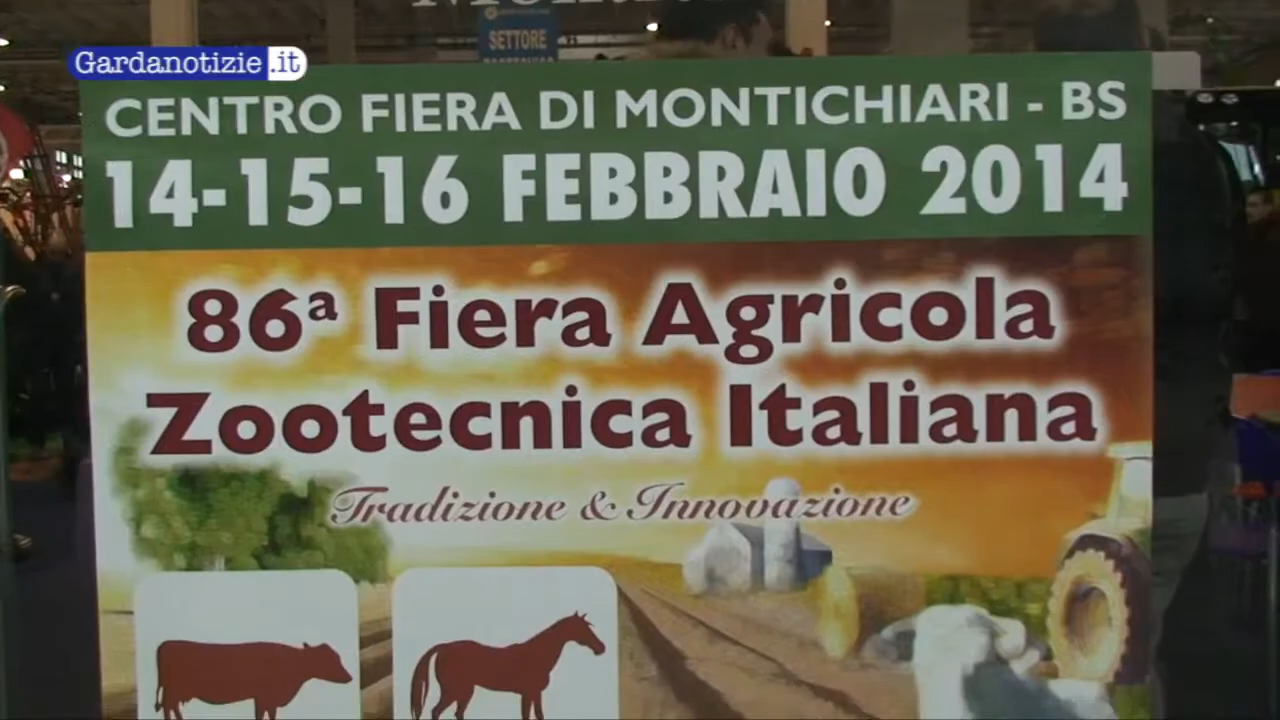 SETTORE
Gardanotizie.it
CENTRO FIERA DI MONTICHIARI - BS
14-15-16 FEBBRAIO 2014
86ª Fiera Agricola
Zootecnica Italiana
Tradizione & Innovazione